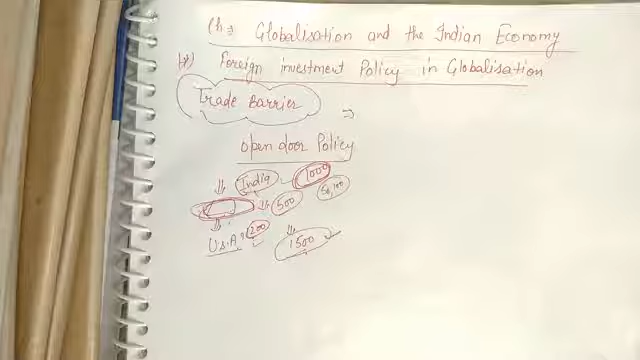 Ch:⇒ Globalisation and the Indian Economy
(*) Foreign investment Policy in Globalisation
Trade Barrier ⇒
open door Policy
⇓ India 1000
⇓ 500 50,100
⇓
U.S.A 200 ⇓
1500